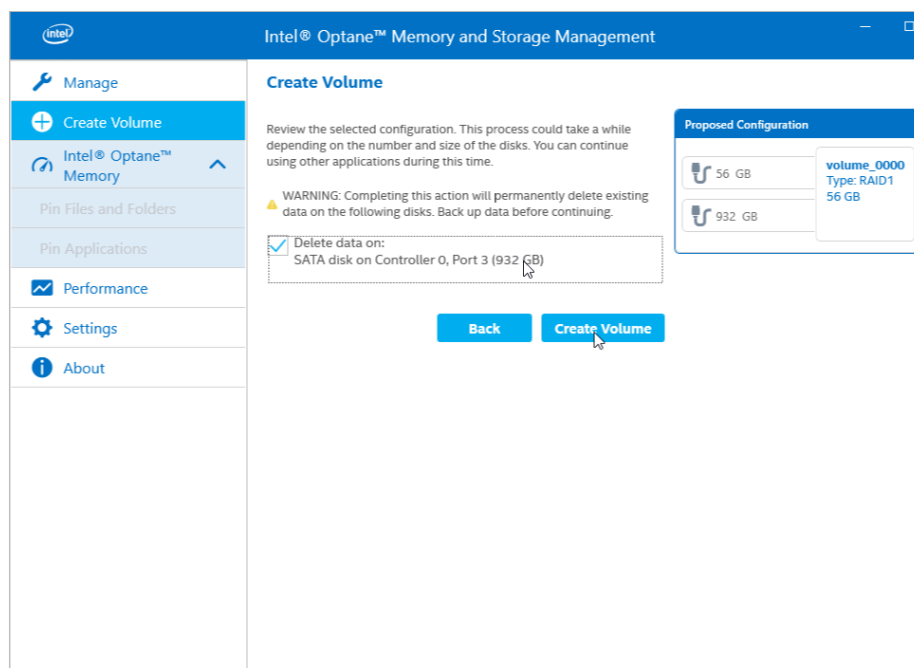 intel
Intel® Optane™ Memory and Storage Management
Manage
Create Volume
Intel® Optane™
Memory
Pin Files and Folders
Pin Applications
Performance
Settings
About
Create Volume
Review the selected configuration. This process could take a while
depending on the number and size of the disks. You can continue
using other applications during this time.
WARNING: Completing this action will permanently delete existing
data on the following disks. Back up data before continuing.
Delete data on:
SATA disk on Controller 0, Port 3 (932 GB)
Back
Create Volume
Proposed Configuration
56 GB
932 GB
volume_0000
Type: RAID1
56 GB